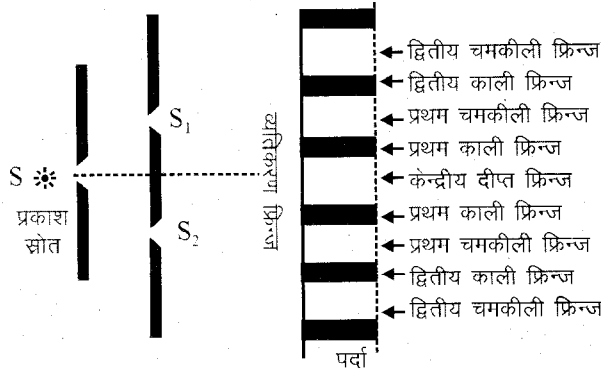 द्वितीय चमकीली फ्रिन्ज
द्वितीय काली फ्रिन्ज
प्रथम चमकीली फ्रिन्ज
प्रथम काली फ्रिन्ज
केन्द्रीय दीप्त फ्रिन्ज
प्रथम काली फ्रिन्ज
प्रथम चमकीली फ्रिन्ज
द्वितीय काली फ्रिन्ज
द्वितीय चमकीली फ्रिन्ज
S₁
S
प्रकाश
स्रोत
S₂
व्यतिकरण फ्रिन्ज
पर्दा